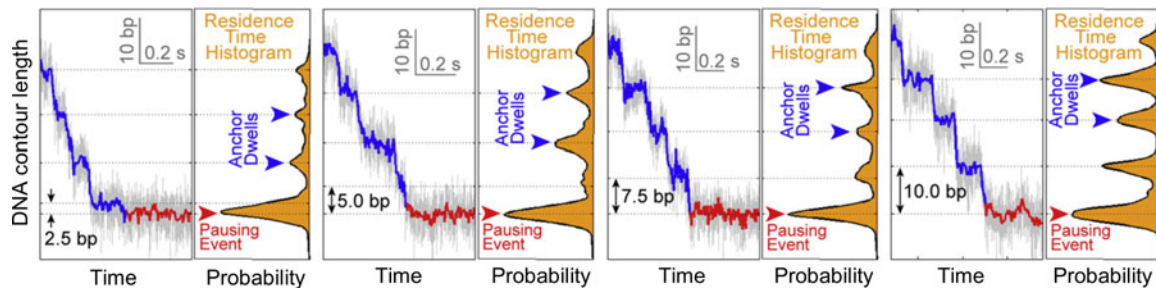 DNA contour length
10 bp
0.2 s
2.5 bp
Time
Residence
Time
Histogram
Anchor
Dwells
Pausing
Event
Probability
10 bp
0.2 s
5.0 bp
Time
Residence
Time
Histogram
Anchor
Dwells
Pausing
Event
Probability
10 bp
0.2 s
7.5 bp
Time
Residence
Time
Histogram
Anchor
Dwells
Pausing
Event
Probability
10 bp
0.2 s
10.0 bp
Time
Residence
Time
Histogram
Anchor
Dwells
Pausing
Event
Probability